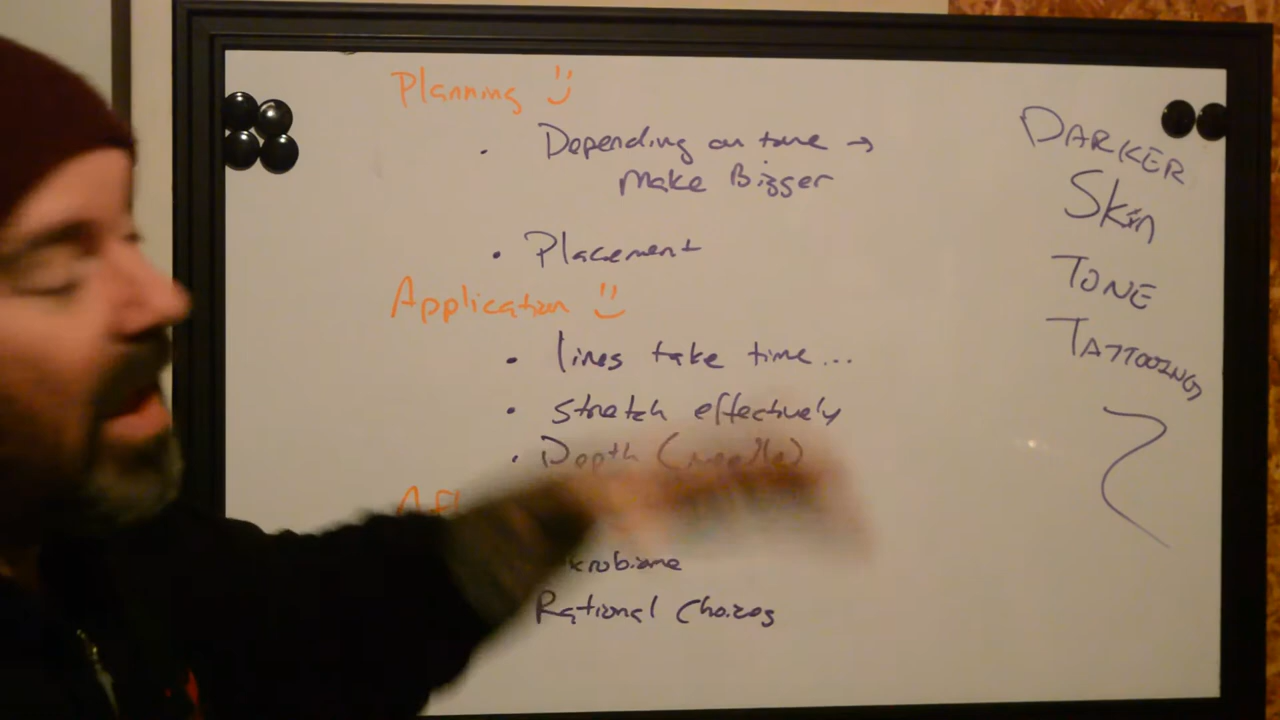 Planning :)
• Depending on tone →
Make Bigger
• Placement
Application :)
• lines take time...
• stretch effectively
• Depth (needle)
Rational Choices
DARKER
Skin
TONE
TATTOOING